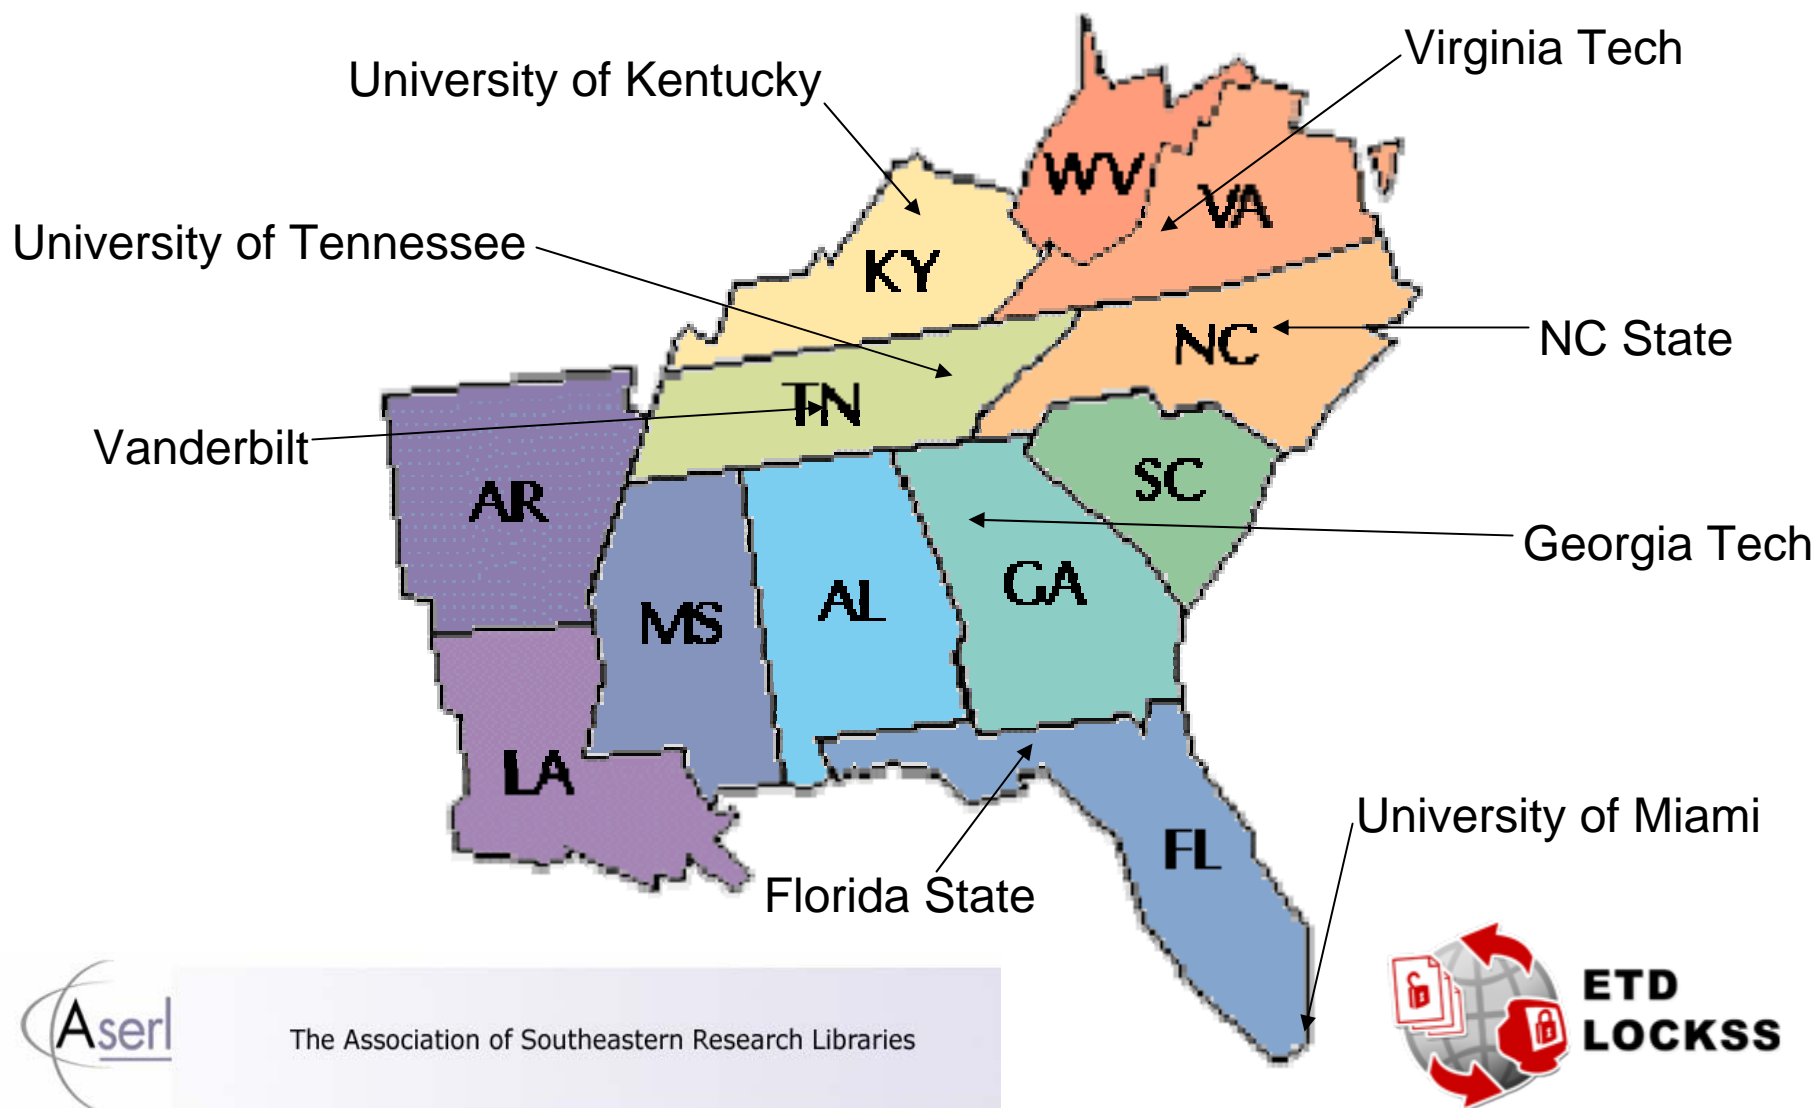 Virginia Tech
University of Kentucky
WV
VA
University of Tennessee
KY
NC State
NC
TN
Vanderbilt
SC
AR
Georgia Tech
GA
AL
MS
LA
University of Miami
FL
Florida State
Aserl
The Association of Southeastern Research Libraries
ETD
LOCKSS